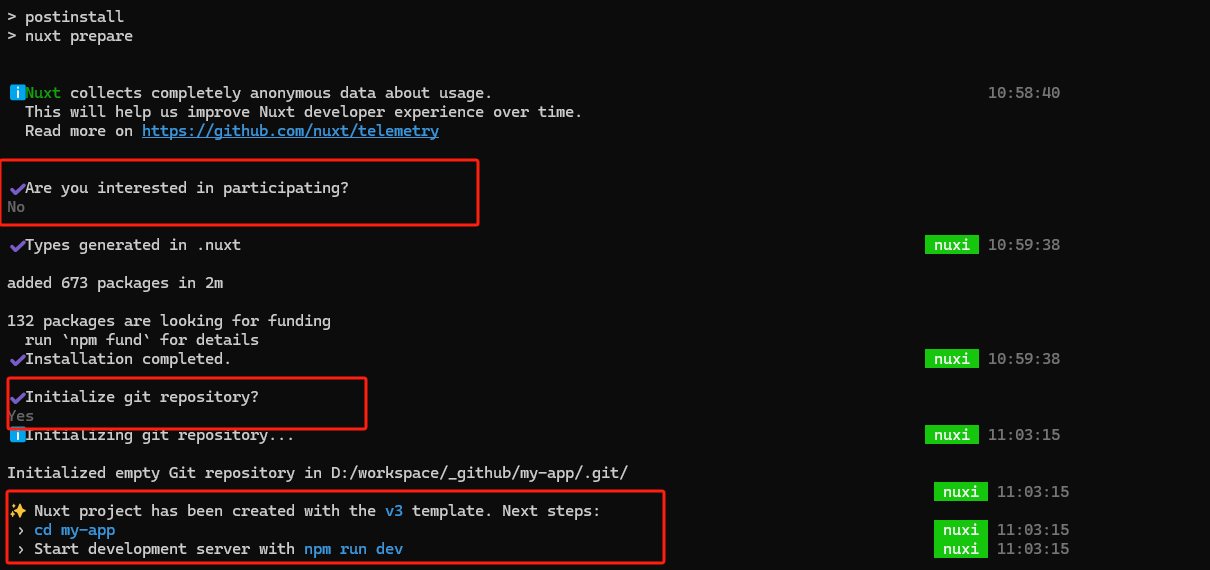 > postinstall
> nuxt prepare
Nuxt collects completely anonymous data about usage. 10:58:40
This will help us improve Nuxt developer experience over time.
Read more on https://github.com/nuxt/telemetry
Are you interested in participating?
No
Types generated in .nuxt nuxi 10:59:38
added 673 packages in 2m
132 packages are looking for funding
run `npm fund` for details
Installation completed. nuxi 10:59:38
Initialize git repository?
Yes
Initializing git repository... nuxi 11:03:15
Initialized empty Git repository in D:/workspace/_github/my-app/.git/
nuxi 11:03:15
✨ Nuxt project has been created with the v3 template. Next steps:
› cd my-app nuxi 11:03:15
› Start development server with npm run dev nuxi 11:03:15